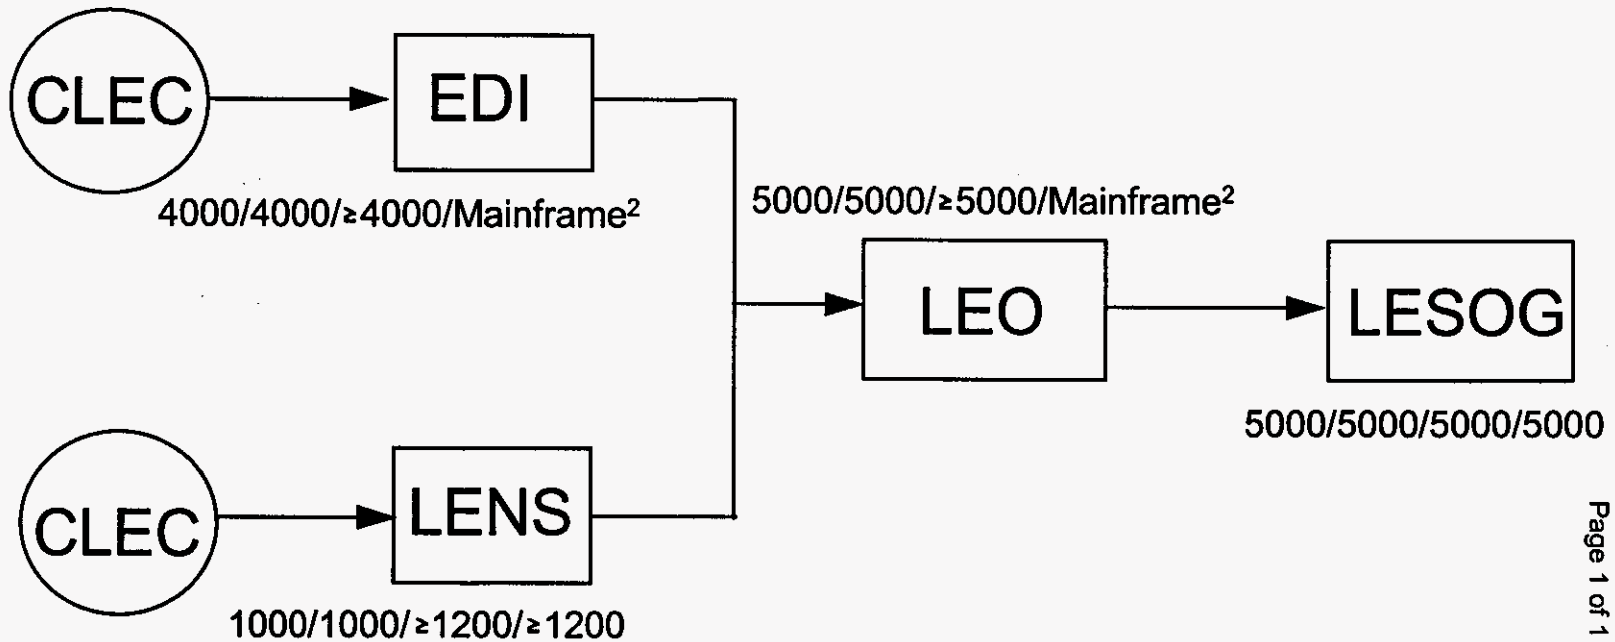 CLEC
EDI
4000/4000/≥4000/Mainframe²
5000/5000/≥5000/Mainframe²
LEO
LESOG
5000/5000/5000/5000
CLEC
LENS
1000/1000/≥1200/≥1200
Page 1 of 1